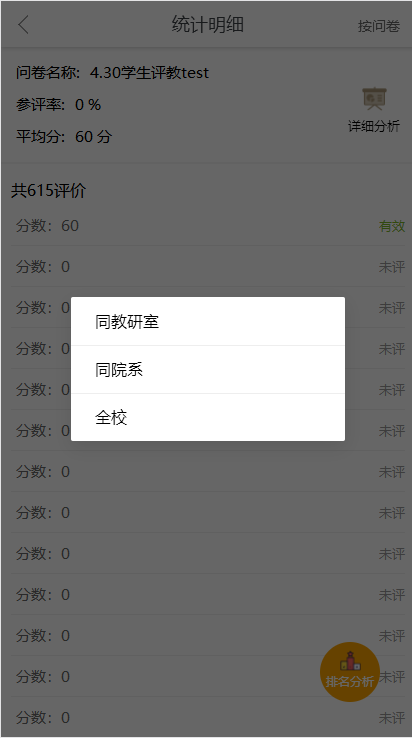 统计明细
按问卷
问卷名称：4.30学生评教test
参评率：0 %
平均分：60 分
详细分析
共615评价
分数：60 有效
分数：0 未评
分数：0 未评
分数：0 未评
分数：0 未评
分数：0 未评
同教研室
同院系
全校
分数：0 未评
分数：0 未评
分数：0 未评
分数：0 未评
分数：0 未评
分数：0 未评
排名分析
分数：0 未评